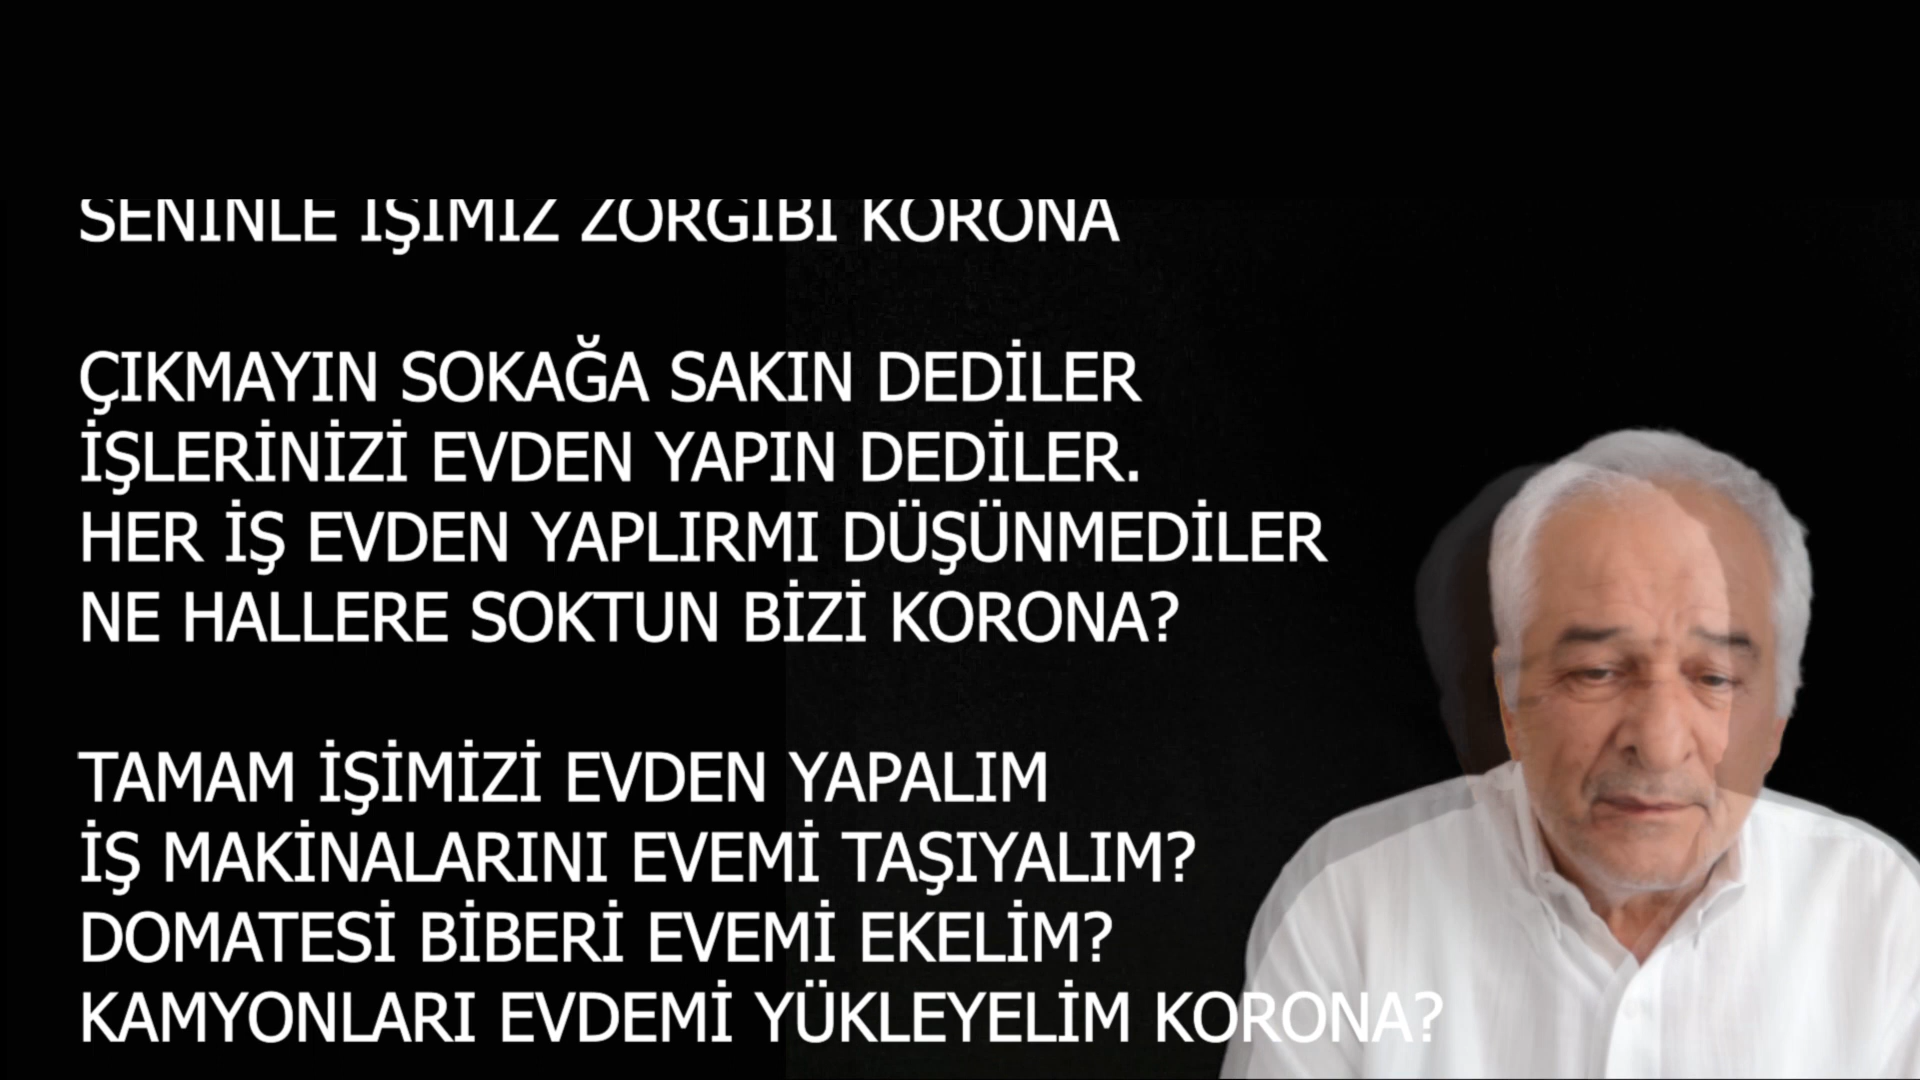 SENİNLE İŞİMİZ ZORGİBİ KORONA
ÇIKMAYIN SOKAĞA SAKIN DEDİLER
İŞLERİNİZİ EVDEN YAPIN DEDİLER.
HER İŞ EVDEN YAPLIRMI DÜŞÜNMEDİLER
NE HALLERE SOKTUN BİZİ KORONA?
TAMAM İŞİMİZİ EVDEN YAPALIM
İŞ MAKİNALARINI EVEMİ TAŞIYALIM?
DOMATESİ BİBERİ EVEMİ EKELİM?
KAMYONLARI EVDEMİ YÜKLEYELİM KORONA?